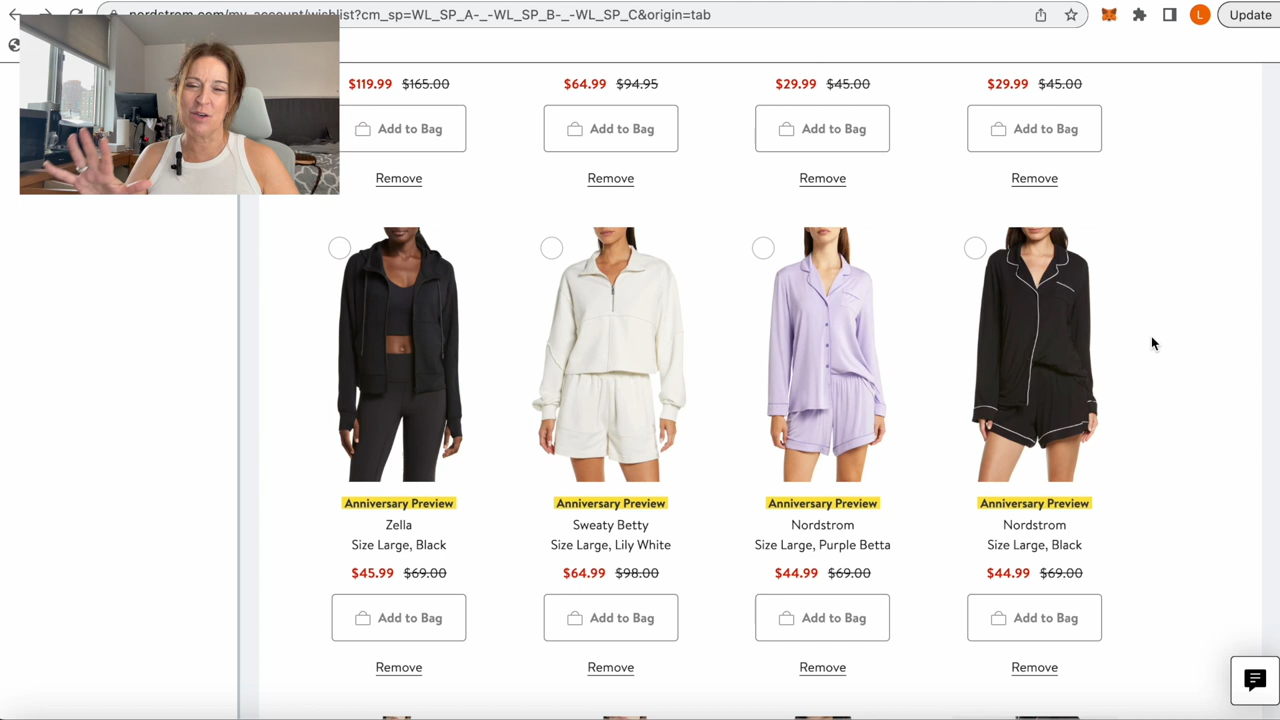 nordstrom.com/my-account/wishlist?cm_sp=WL_SP_A-_-WL_SP_B-_-WL_SP_C&origin=tab
L
Update
$119.99 $165.00
$64.99 $94.95
$29.99 $45.00
$29.99 $45.00
Add to Bag
Add to Bag
Add to Bag
Add to Bag
Remove
Remove
Remove
Remove
Anniversary Preview
Anniversary Preview
Anniversary Preview
Anniversary Preview
Zella
Sweaty Betty
Nordstrom
Nordstrom
Size Large, Black
Size Large, Lily White
Size Large, Purple Betta
Size Large, Black
$45.99 $69.00
$64.99 $98.00
$44.99 $69.00
$44.99 $69.00
Add to Bag
Add to Bag
Add to Bag
Add to Bag
Remove
Remove
Remove
Remove